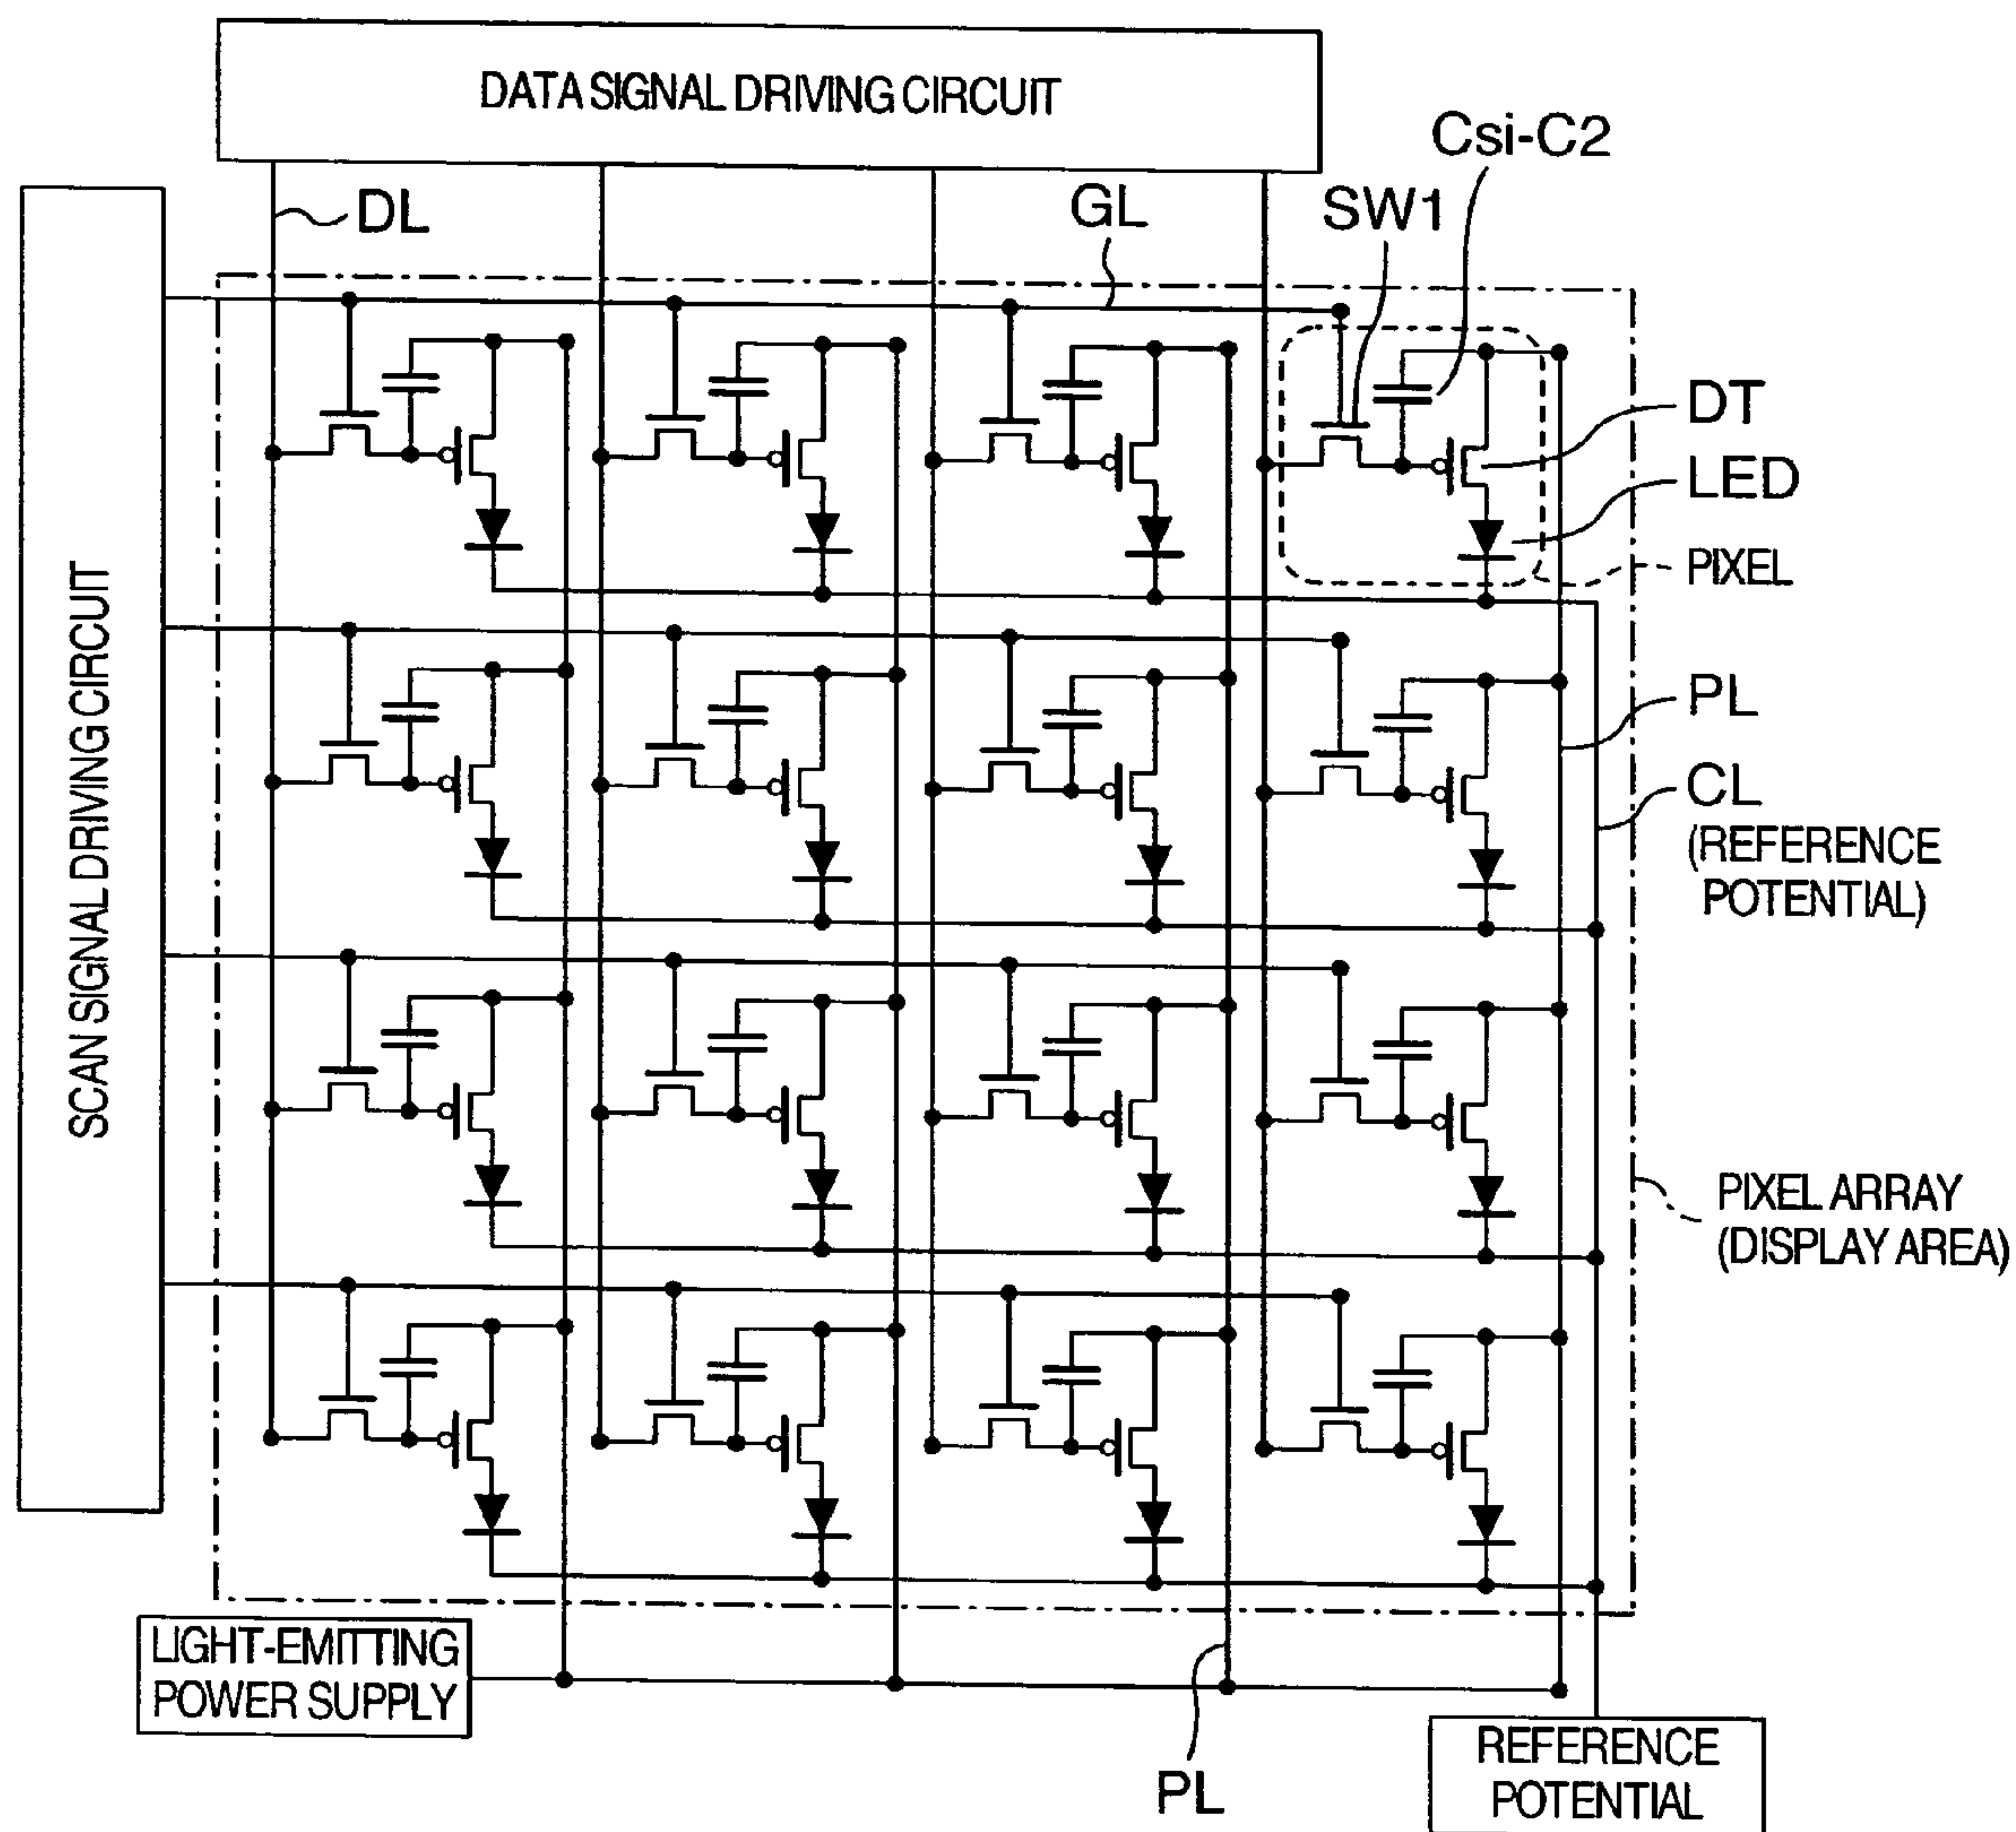 DATA SIGNAL DRIVING CIRCUIT
Csi-C2
SW1
GL
DL
DT
LED
PIXEL
SCAN SIGNAL DRIVING CIRCUIT
PL
CL
(REFERENCE
POTENTIAL)
PIXEL ARRAY
(DISPLAY AREA)
LIGHT-EMITTING
POWER SUPPLY
PL
REFERENCE
POTENTIAL